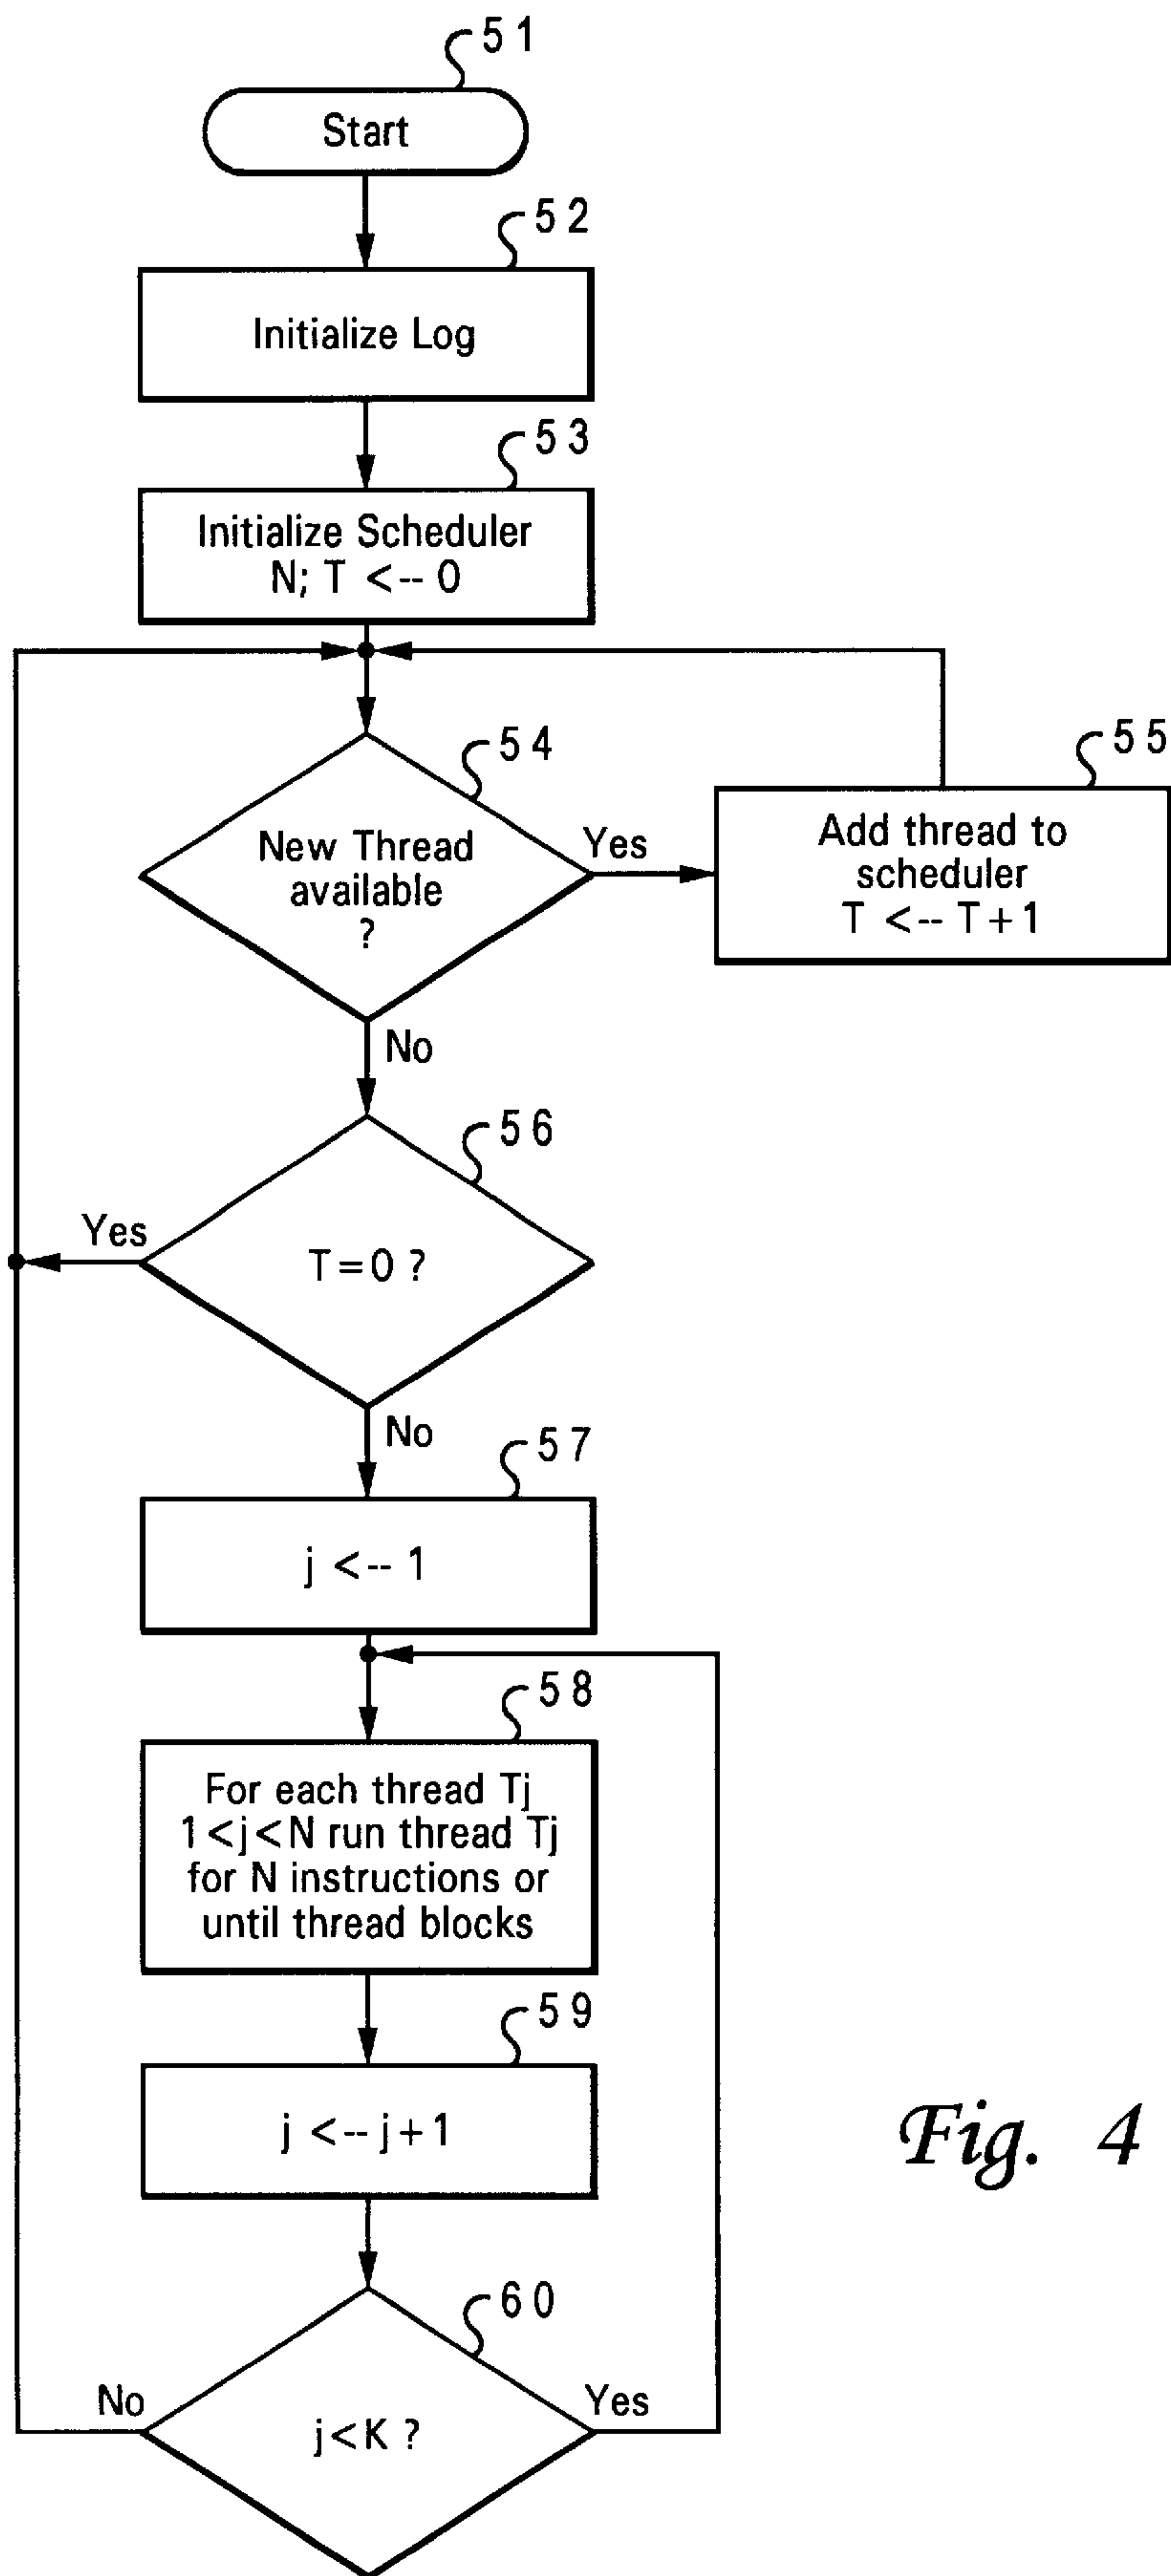 51
Start
52
Initialize Log
53
Initialize Scheduler
N; T <-- 0
54
New Thread
available
?
Yes
55
Add thread to
scheduler
T <-- T+1
No
56
Yes
T=0 ?
No
57
j <-- 1
58
For each thread Tj
1<j<N run thread Tj
for N instructions or
until thread blocks
59
j <-- j+1
Fig. 4
60
No
Yes
j<K ?